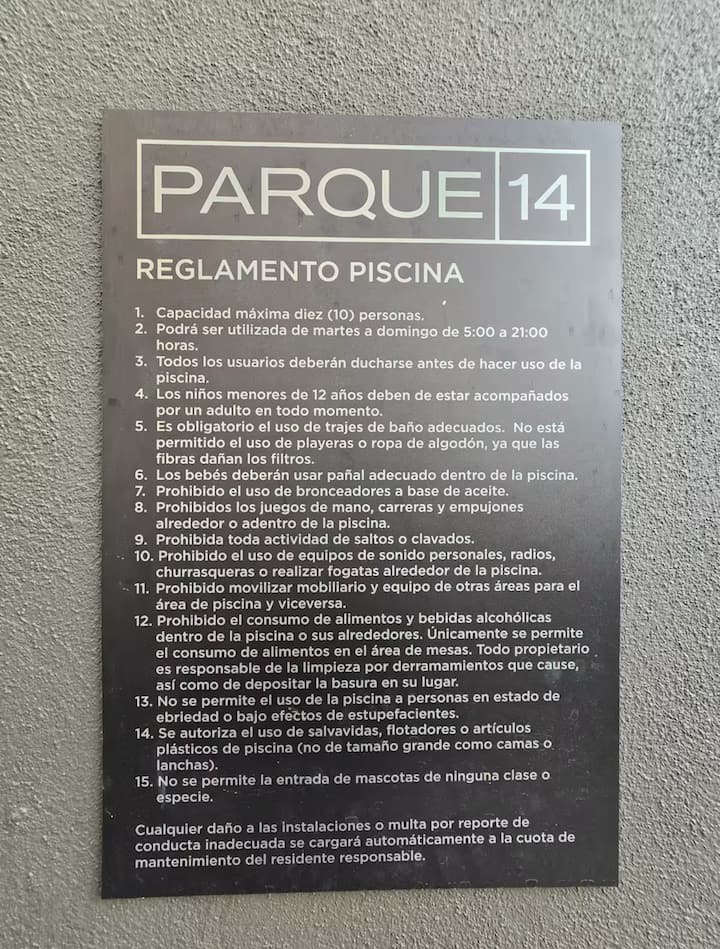 PARQUE 14
REGLAMENTO PISCINA
1. Capacidad máxima diez (10) personas.
2. Podrá ser utilizada de martes a domingo de 5:00 a 21:00
horas.
3. Todos los usuarios deberán ducharse antes de hacer uso de la
piscina.
4. Los niños menores de 12 años deben de estar acompañados
por un adulto en todo momento.
5. Es obligatorio el uso de trajes de baño adecuados. No está
permitido el uso de playeras o ropa de algodón, ya que las
fibras dañan los filtros.
6. Los bebés deberán usar pañal adecuado dentro de la piscina.
7. Prohibido el uso de bronceadores a base de aceite.
8. Prohibidos los juegos de mano, carreras y empujones
alrededor o adentro de la piscina.
9. Prohibida toda actividad de saltos o clavados.
10. Prohibido el uso de equipos de sonido personales, radios,
churrasqueras o realizar fogatas alrededor de la piscina.
11. Prohibido movilizar mobiliario y equipo de otras áreas para el
área de piscina y viceversa.
12. Prohibido el consumo de alimentos y bebidas alcohólicas
dentro de la piscina o sus alrededores. Únicamente se permite
el consumo de alimentos en el área de mesas. Todo propietario
es responsable de la limpieza por derramamientos que cause,
así como de depositar la basura en su lugar.
13. No se permite el uso de la piscina a personas en estado de
ebriedad o bajo efectos de estupefacientes.
14. Se autoriza el uso de salvavidas, flotadores o artículos
plásticos de piscina (no de tamaño grande como camas o
lanchas).
15. No se permite la entrada de mascotas de ninguna clase o
especie.
Cualquier daño a las instalaciones o multa por reporte de
conducta inadecuada se cargará automáticamente a la cuota de
mantenimiento del residente responsable.